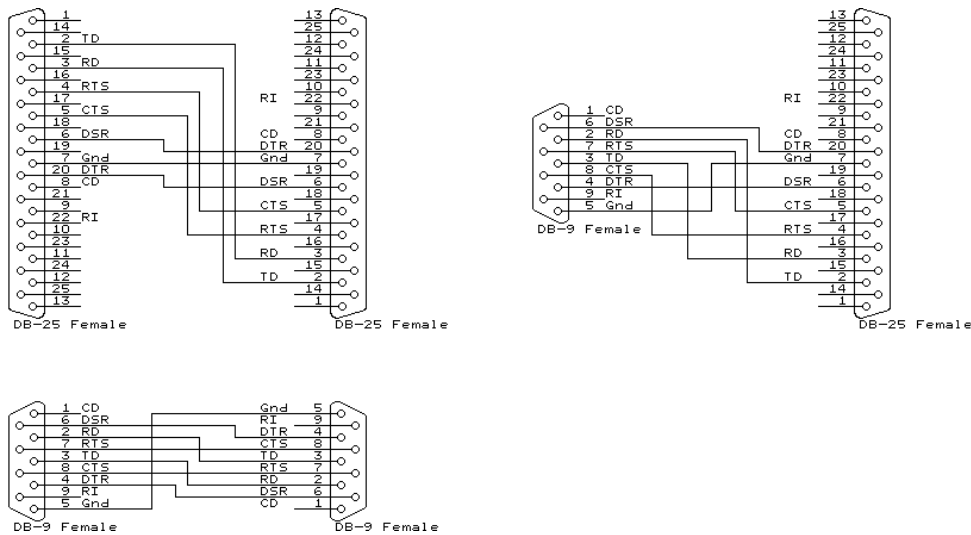 1
14
2 TD
15
3 RD
16
4 RTS
17
5 CTS
18
6 DSR
19
7 Gnd
20 DTR
8 CD
21
9
22 RI
10
23
11
24
12
25
13
DB-25 Female
13
25
12
24
11
23
10
RI 22
9
21
CD 8
DTR 20
Gnd 7
19
DSR 6
18
CTS 5
17
RTS 4
16
RD 3
15
TD 2
14
1
DB-25 Female
1 CD
6 DSR
2 RD
7 RTS
3 TD
8 CTS
4 DTR
9 RI
5 Gnd
DB-9 Female
13
25
12
24
11
23
10
RI 22
9
21
CD 8
DTR 20
Gnd 7
19
DSR 6
18
CTS 5
17
RTS 4
16
RD 3
15
TD 2
14
1
DB-25 Female
1 CD
6 DSR
2 RD
7 RTS
3 TD
8 CTS
4 DTR
9 RI
5 Gnd
DB-9 Female
Gnd 5
RI 9
DTR 4
CTS 8
TD 3
RTS 7
RD 2
DSR 6
CD 1
DB-9 Female